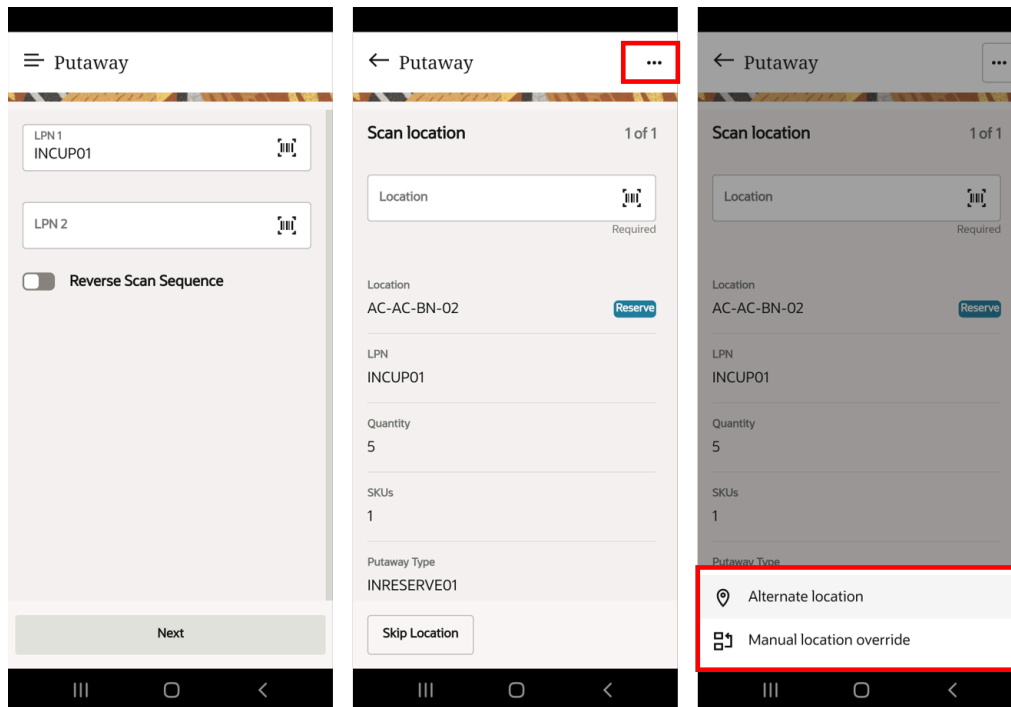 Putaway
LPN 1
INCUP01
LPN 2
Reverse Scan Sequence
Next
Putaway
Scan location
1 of 1
Location
Required
Location
AC-AC-BN-02
Reserve
LPN
INCUP01
Quantity
5
SKUs
1
Putaway Type
INRESERVE01
Skip Location
Putaway
Scan location
1 of 1
Location
Required
Location
AC-AC-BN-02
Reserve
LPN
INCUP01
Quantity
5
SKUs
1
Putaway Type
Alternate location
Manual location override